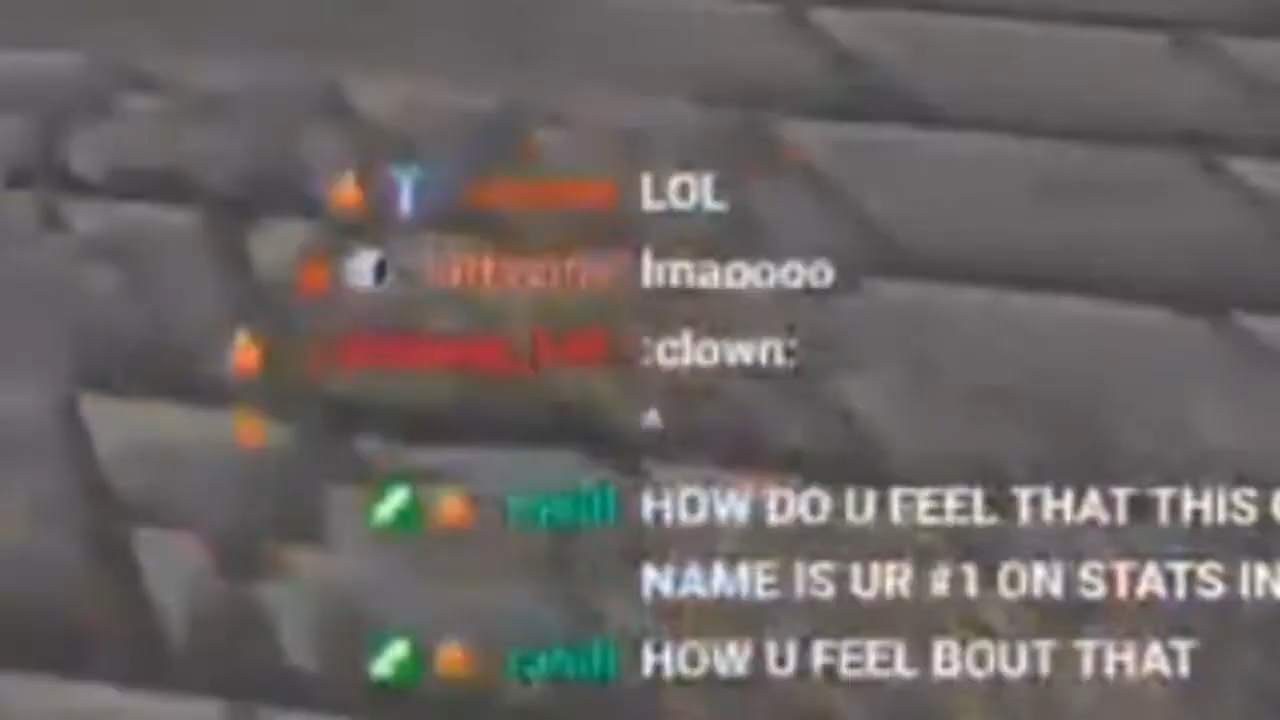 LOL
lmaoooo
:clown:
^
HOW DO U FEEL THAT THIS
NAME IS UR #1 ON STATS IN
HOW U FEEL BOUT THAT